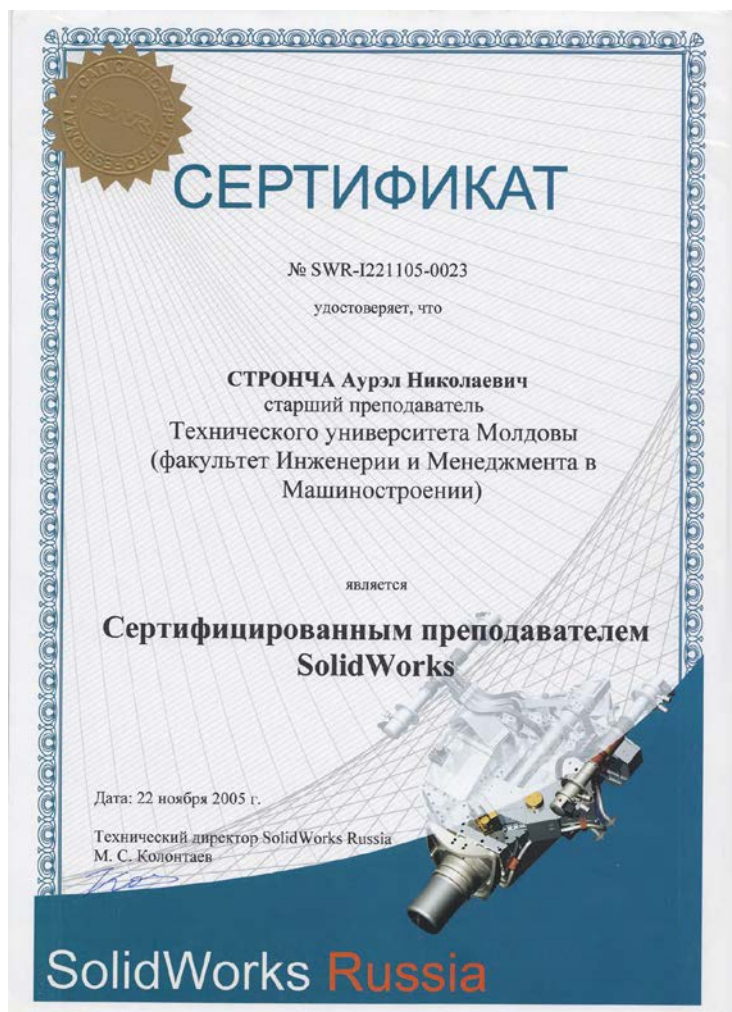 СЕРТИФИКАТ
№ SWR-I221105-0023
удостоверяет, что
СТРОНЧА Аурэл Николаевич
старший преподаватель
Технического университета Молдовы
(факультет Инженерии и Менеджмента в
Машиностроении)
является
Сертифицированным преподавателем
SolidWorks
Дата: 22 ноября 2005 г.
Технический директор SolidWorks Russia
М. С. Колонтаев
SolidWorks Russia